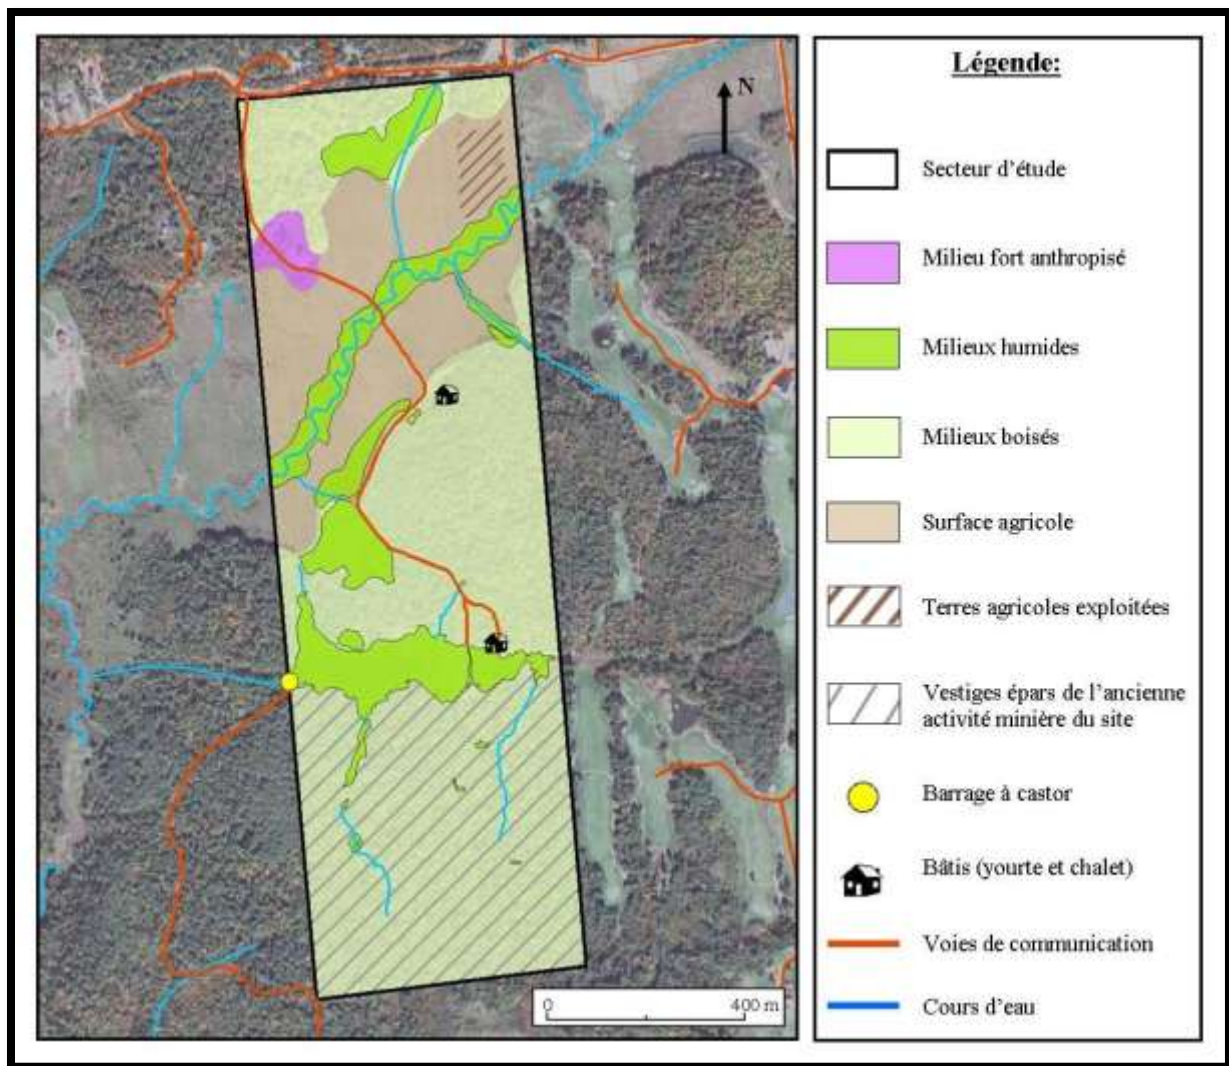 N
0
400 m
Légende:
Secteur d'étude
Milieu fort anthropisé
Milieux humides
Milieux boisés
Surface agricole
Terres agricoles exploitées
Vestiges épars de l'ancienne
activité minière du site
Barrage à castor
Bâtis (yourte et chalet)
Voies de communication
Cours d'eau